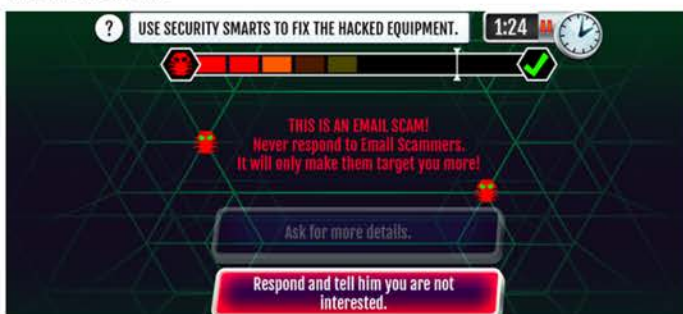 ?
USE SECURITY SMARTS TO FIX THE HACKED EQUIPMENT.
1:24
THIS IS AN EMAIL SCAM!
Never respond to Email Scammers.
It will only make them target you more!
Ask for more details.
Respond and tell him you are not
interested.